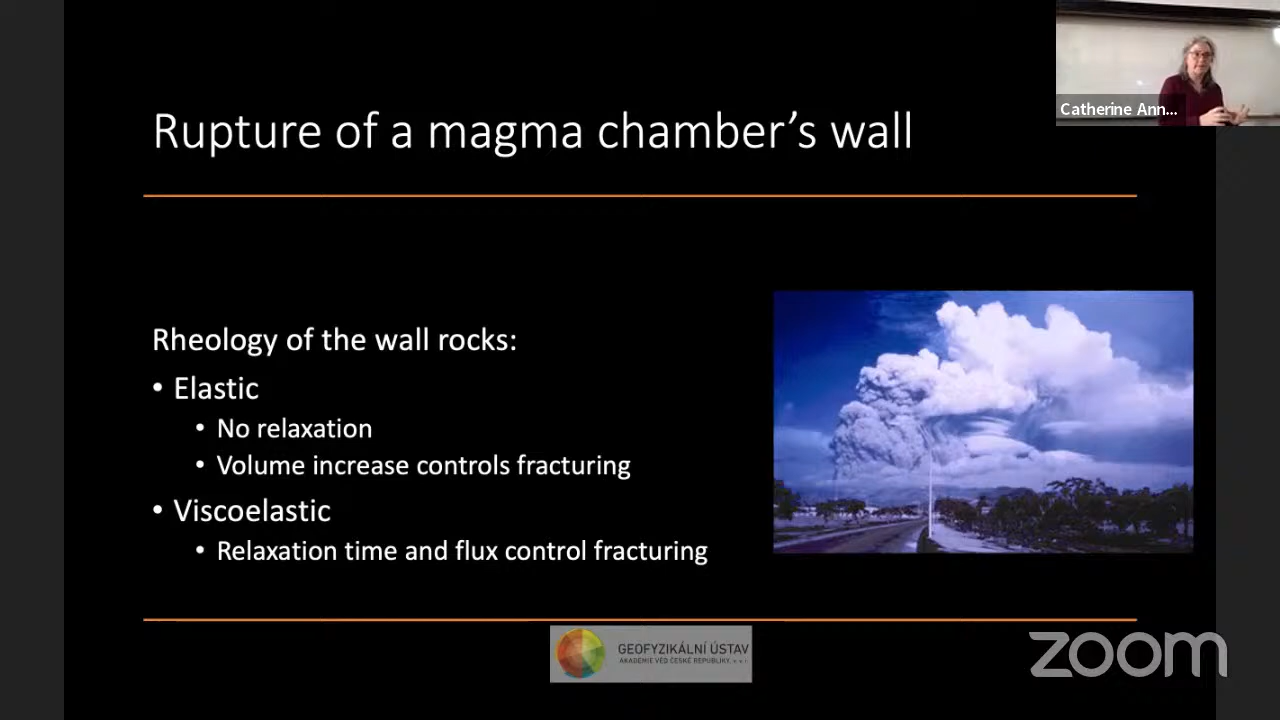 Catherine Ann...
Rupture of a magma chamber’s wall
Rheology of the wall rocks:
• Elastic
• No relaxation
• Volume increase controls fracturing
• Viscoelastic
• Relaxation time and flux control fracturing
GEOFYZIKÁLNÍ ÚSTAV
AKADEMIE VĚD ČESKÉ REPUBLIKY, v. v. i.
zoom